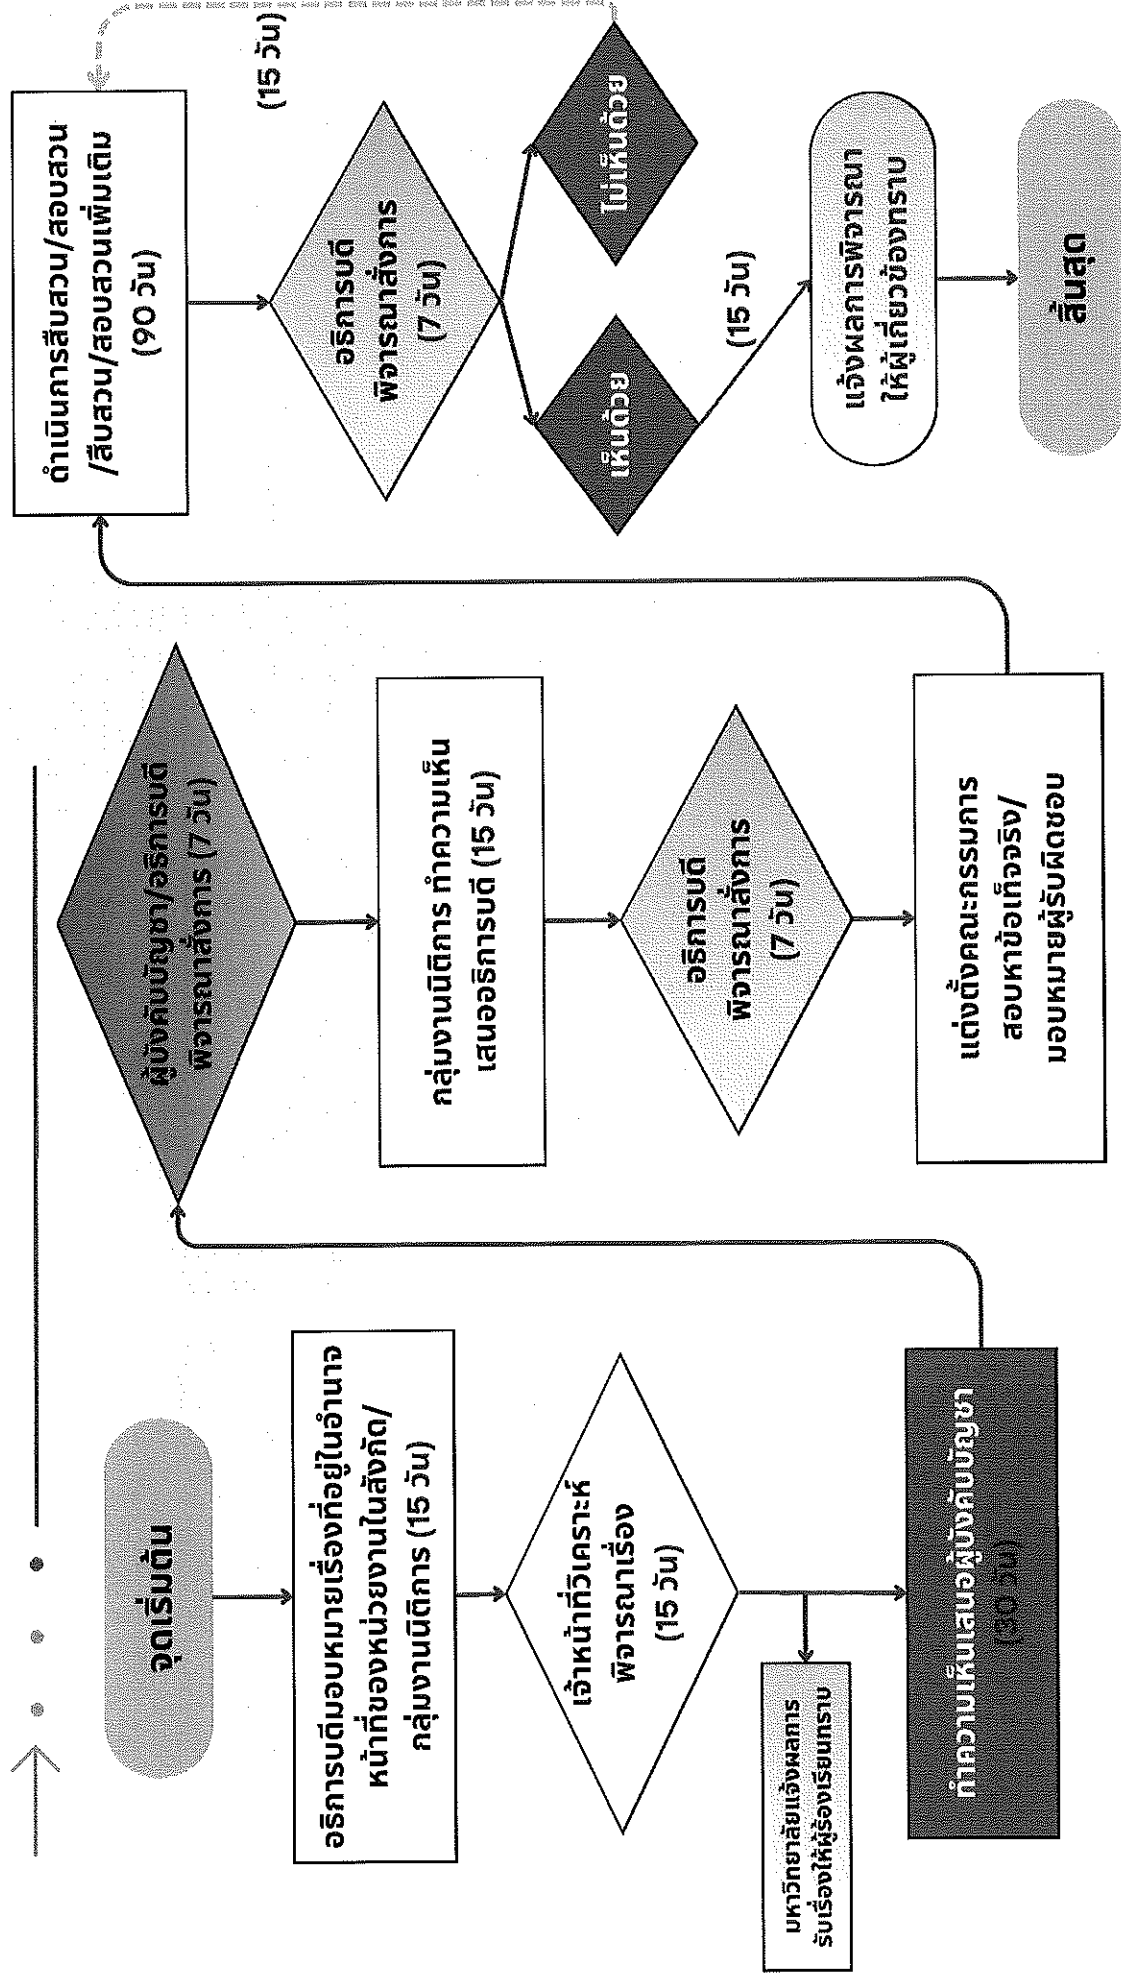 จุดเริ่มต้น
อธิการบดีมอบหมายเรื่องที่อยู่ในอำนาจ
หน้าที่ของหน่วยงานในสังกัด/
กลุ่มงานนิติการ (15 วัน)
เจ้าหน้าที่วิเคราะห์
พิจารณาเรื่อง
(15 วัน)
มหาวิทยาลัยแจ้งผลการ
รับเรื่องให้ผู้ร้องเรียนทราบ
ทำความเห็นเสนอผู้บังคับบัญชา
(30 วัน)
ผู้บังคับบัญชา/อธิการบดี
พิจารณาสั่งการ (7 วัน)
กลุ่มงานนิติการ ทำความเห็น
เสนออธิการบดี (15 วัน)
อธิการบดี
พิจารณาสั่งการ
(7 วัน)
แต่งตั้งคณะกรรมการ
สอบหาข้อเท็จจริง/
มอบหมายผู้รับผิดชอบ
ดำเนินการสืบสวน/สอบสวน
/สืบสวน/สอบสวนเพิ่มเติม
(90 วัน)
(15 วัน)
อธิการบดี
พิจารณาสั่งการ
(7 วัน)
เห็นด้วย
ไม่เห็นด้วย
(15 วัน)
แจ้งผลการพิจารณา
ให้ผู้เกี่ยวข้องทราบ
สิ้นสุด